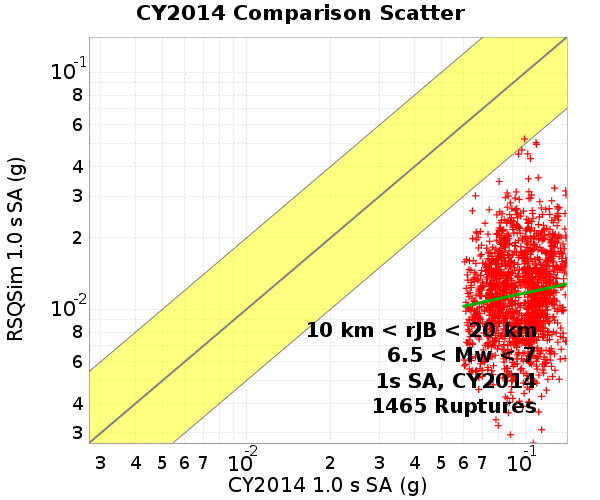 CY2014 Comparison Scatter
RSQSim 1.0 s SA (g)
10^-1
8
6
4
3
2
10^-2
8
6
4
3
10 km < rJB < 20 km
6.5 < Mw < 7
1s SA, CY2014
1465 Ruptures
3 4 5 6 7 10^-2 2 3 4 5 6 7 10^-1
CY2014 1.0 s SA (g)